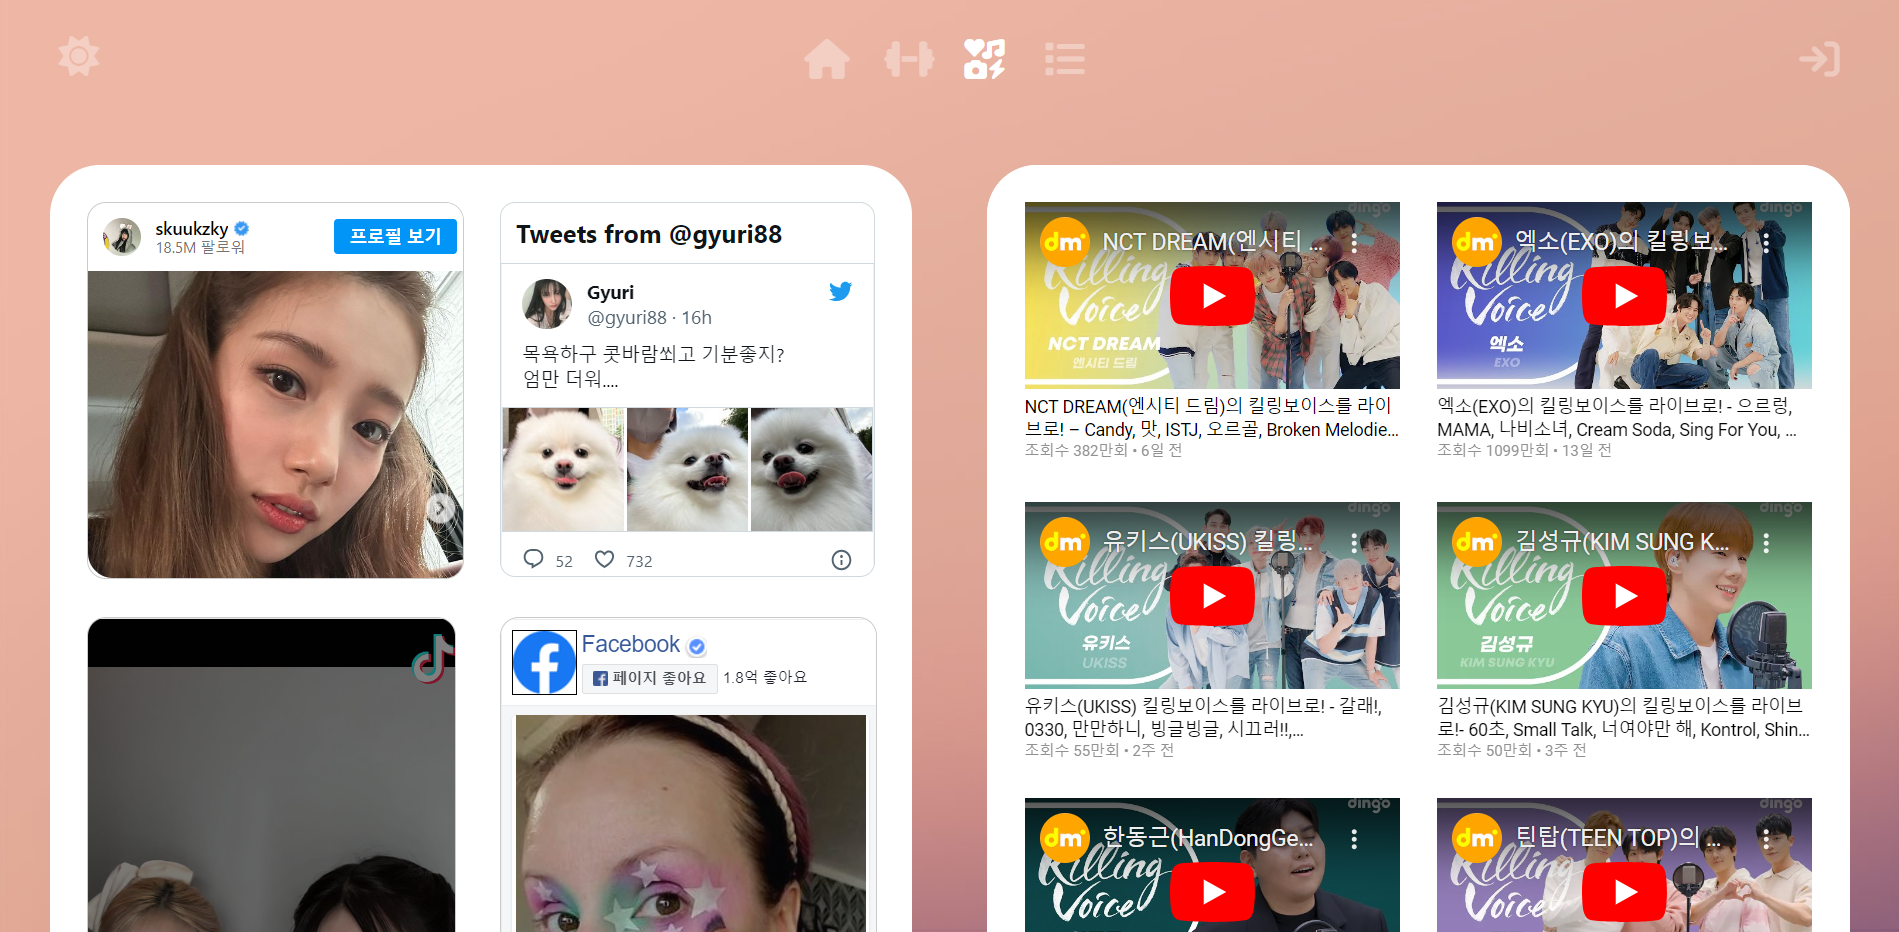 skuukzky
18.5M 팔로워
프로필 보기
Tweets from @gyuri88
Gyuri
@gyuri88 · 16h
목욕하구 콧바람쐬고 기분좋지?
엄만 더워....
52
732
Facebook
페이지 좋아요
1.8억 좋아요
dingo
dm
NCT DREAM(엔시티 ...
Killing
Voice
NCT DREAM
엔시티 드림
NCT DREAM(엔시티 드림)의 킬링보이스를 라이
브로! – Candy, 맛, ISTJ, 오르골, Broken Melodie...
조회수 382만회 • 6일 전
dingo
dm
엑소(EXO)의 킬링보...
Killing
Voice
엑소
EXO
엑소(EXO)의 킬링보이스를 라이브로! - 으르렁,
MAMA, 나비소녀, Cream Soda, Sing For You, ...
조회수 1099만회 • 13일 전
dingo
dm
유키스(UKISS) 킬링...
Killing
Voice
유키스
UKISS
유키스(UKISS) 킬링보이스를 라이브로! - 갈래!,
0330, 만만하니, 빙글빙글, 시끄러!!,...
조회수 55만회 • 2주 전
dingo
dm
김성규(KIM SUNG K...
Killing
Voice
김성규
KIM SUNG KYU
김성규(KIM SUNG KYU)의 킬링보이스를 라이브
로!- 60초, Small Talk, 너여야만 해, Kontrol, Shin...
조회수 50만회 • 3주 전
dingo
dm
한동근(HanDongGe...
Killing
Voice
dingo
dm
틴탑(TEEN TOP)의 ...
Killing
Voice